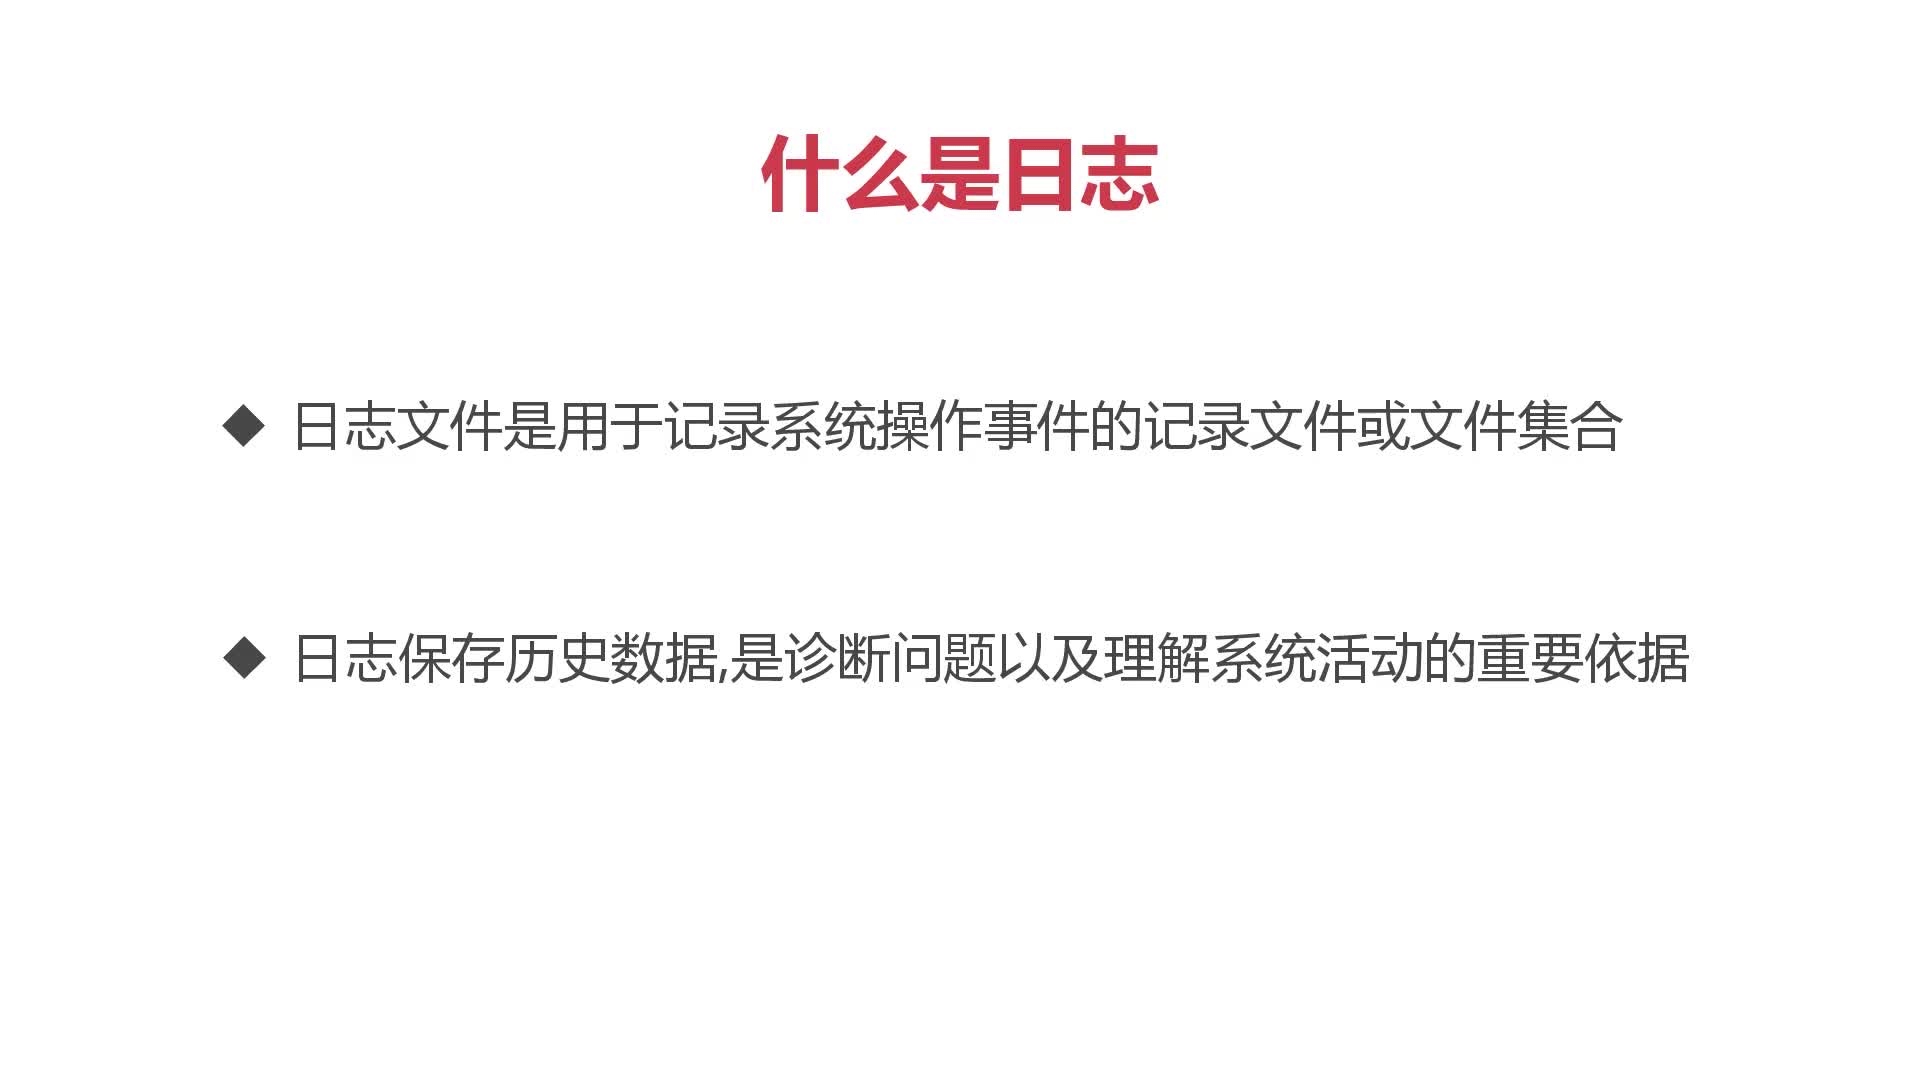 什么是日志
◆ 日志文件是用于记录系统操作事件的记录文件或文件集合
◆ 日志保存历史数据,是诊断问题以及理解系统活动的重要依据